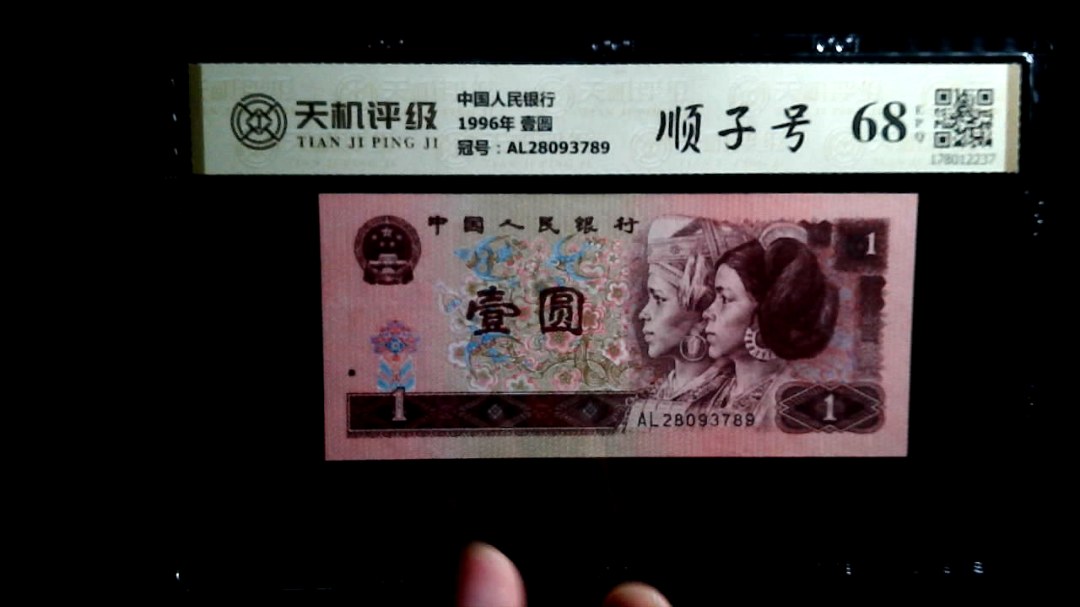 天机评级
TIAN JI PING JI
中国人民银行
1996年 壹圆
冠号：AL28093789
顺子号
68
EPQ
178012237
中国人民银行
1
壹圆
1
AL28093789
1